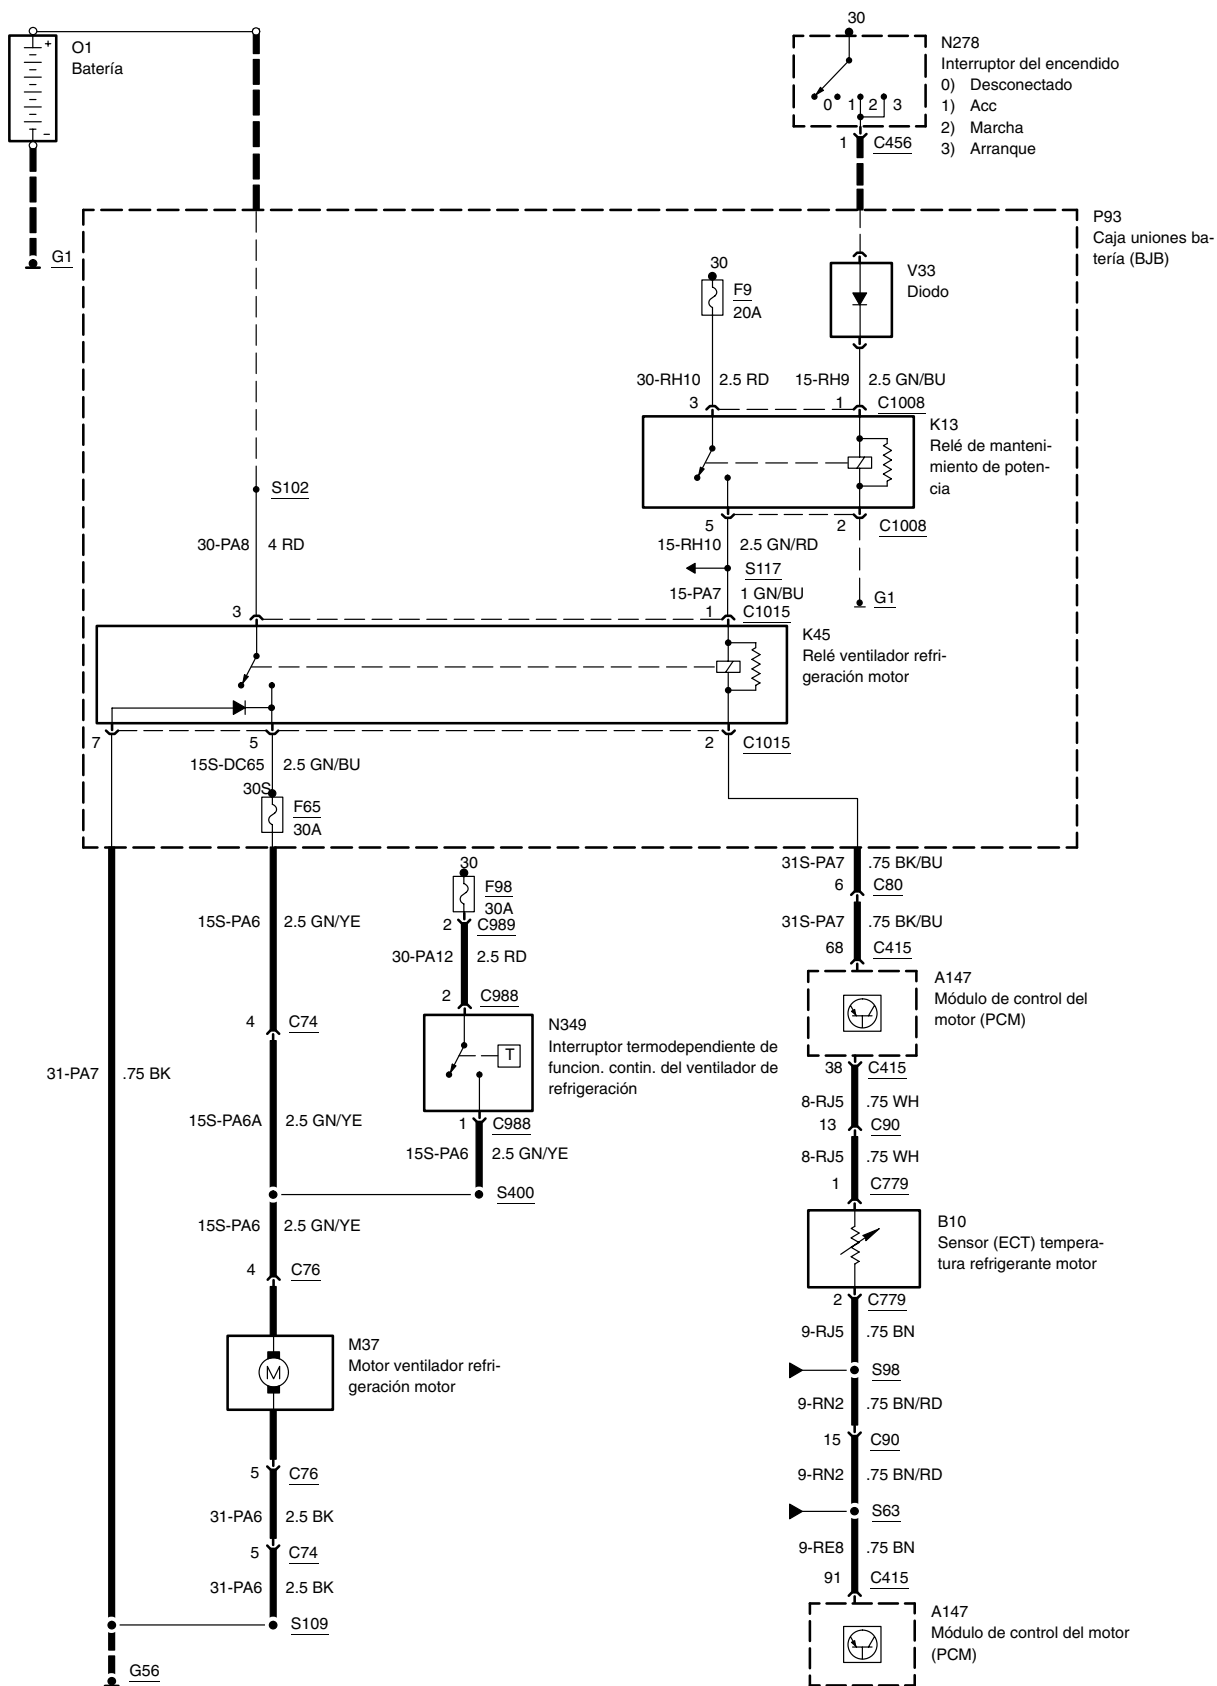 30
O1
Batería
+
−
N278
Interruptor del encendido
0) Desconectado
1) Acc
2) Marcha
3) Arranque
0 1 2 3
1 C456
G1
P93
Caja uniones ba-
tería (BJB)
30
F9
20A
V33
Diodo
30-RH10 2.5 RD
15-RH9 2.5 GN/BU
3 1 C1008
K13
Relé de manteni-
miento de poten-
cia
S102
5 2 C1008
30-PA8 4 RD
15-RH10 2.5 GN/RD
S117
15-PA7 1 GN/BU
G1
3 1 C1015
K45
Relé ventilador refri-
geración motor
7 5 2 C1015
15S-DC65 2.5 GN/BU
30S
F65
30A
31S-PA7 .75 BK/BU
6 C80
30
F98
30A
15S-PA6 2.5 GN/YE
2 C989
31S-PA7 .75 BK/BU
68 C415
30-PA12 2.5 RD
A147
Módulo de control del
motor (PCM)
2 C988
4 C74
N349
Interruptor termodependiente de
funcion. contin. del ventilador de
refrigeración
T
31-PA7 .75 BK
38 C415
8-RJ5 .75 WH
15S-PA6A 2.5 GN/YE
1 C988
13 C90
15S-PA6 2.5 GN/YE
8-RJ5 .75 WH
1 C779
S400
15S-PA6 2.5 GN/YE
B10
Sensor (ECT) tempera-
tura refrigerante motor
4 C76
2 C779
9-RJ5 .75 BN
M37
Motor ventilador refri-
geración motor
M
S98
9-RN2 .75 BN/RD
15 C90
5 C76
9-RN2 .75 BN/RD
31-PA6 2.5 BK
S63
5 C74
9-RE8 .75 BN
91 C415
31-PA6 2.5 BK
A147
Módulo de control del motor
(PCM)
S109
G56